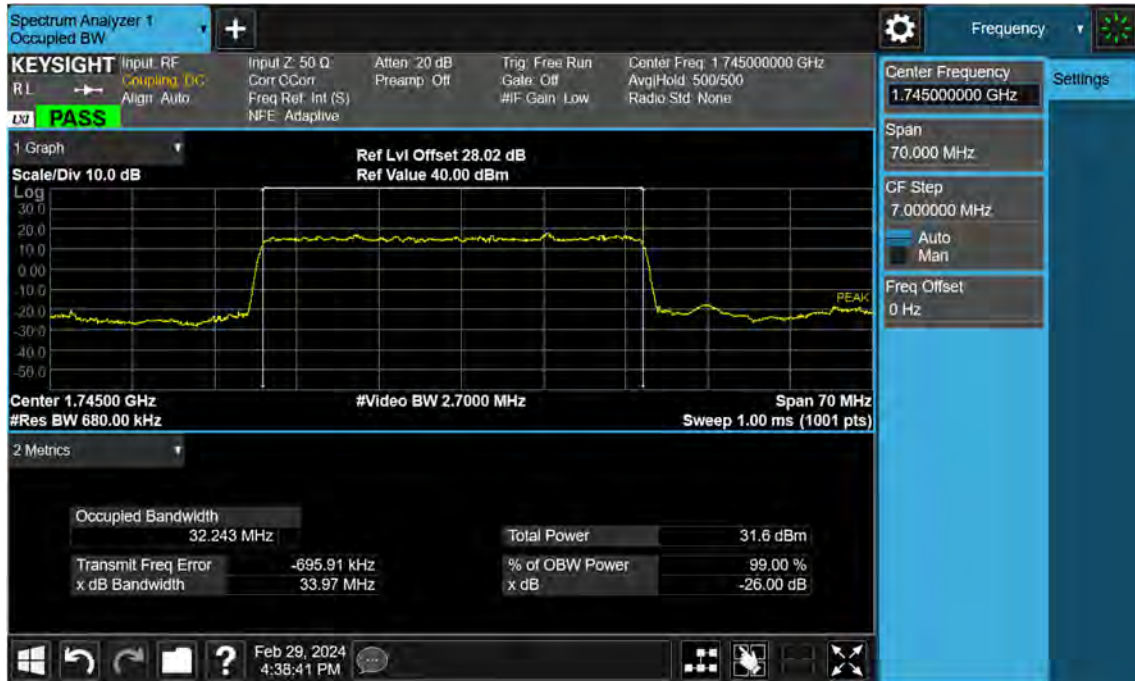 Spectrum Analyzer 1
Occupied BW
+
Frequency
KEYSIGHT
RL
LXI PASS
Input: RF
Coupling: DC
Align: Auto
Input Z: 50 Ω
Corr CCorr
Freq Ref: Int (S)
NFE: Adaptive
Atten: 20 dB
Preamp: Off
Trig: Free Run
Gate: Off
#IF Gain: Low
Center Freq: 1.745000000 GHz
Avg|Hold: 500/500
Radio Std: None
1 Graph
Scale/Div 10.0 dB
Ref Lvl Offset 28.02 dB
Ref Value 40.00 dBm
Log
30.0
20.0
10.0
0.00
-10.0
-20.0
-30.0
-40.0
-50.0
PEAK
Center 1.74500 GHz
#Res BW 680.00 kHz
#Video BW 2.7000 MHz
Span 70 MHz
Sweep 1.00 ms (1001 pts)
2 Metrics
Occupied Bandwidth
32.243 MHz
Transmit Freq Error -695.91 kHz
x dB Bandwidth 33.97 MHz
Total Power 31.6 dBm
% of OBW Power 99.00 %
x dB -26.00 dB
?
Feb 29, 2024
4:38:41 PM
Center Frequency
1.745000000 GHz
Span
70.000 MHz
CF Step
7.000000 MHz
Auto
Man
Freq Offset
0 Hz
Settings